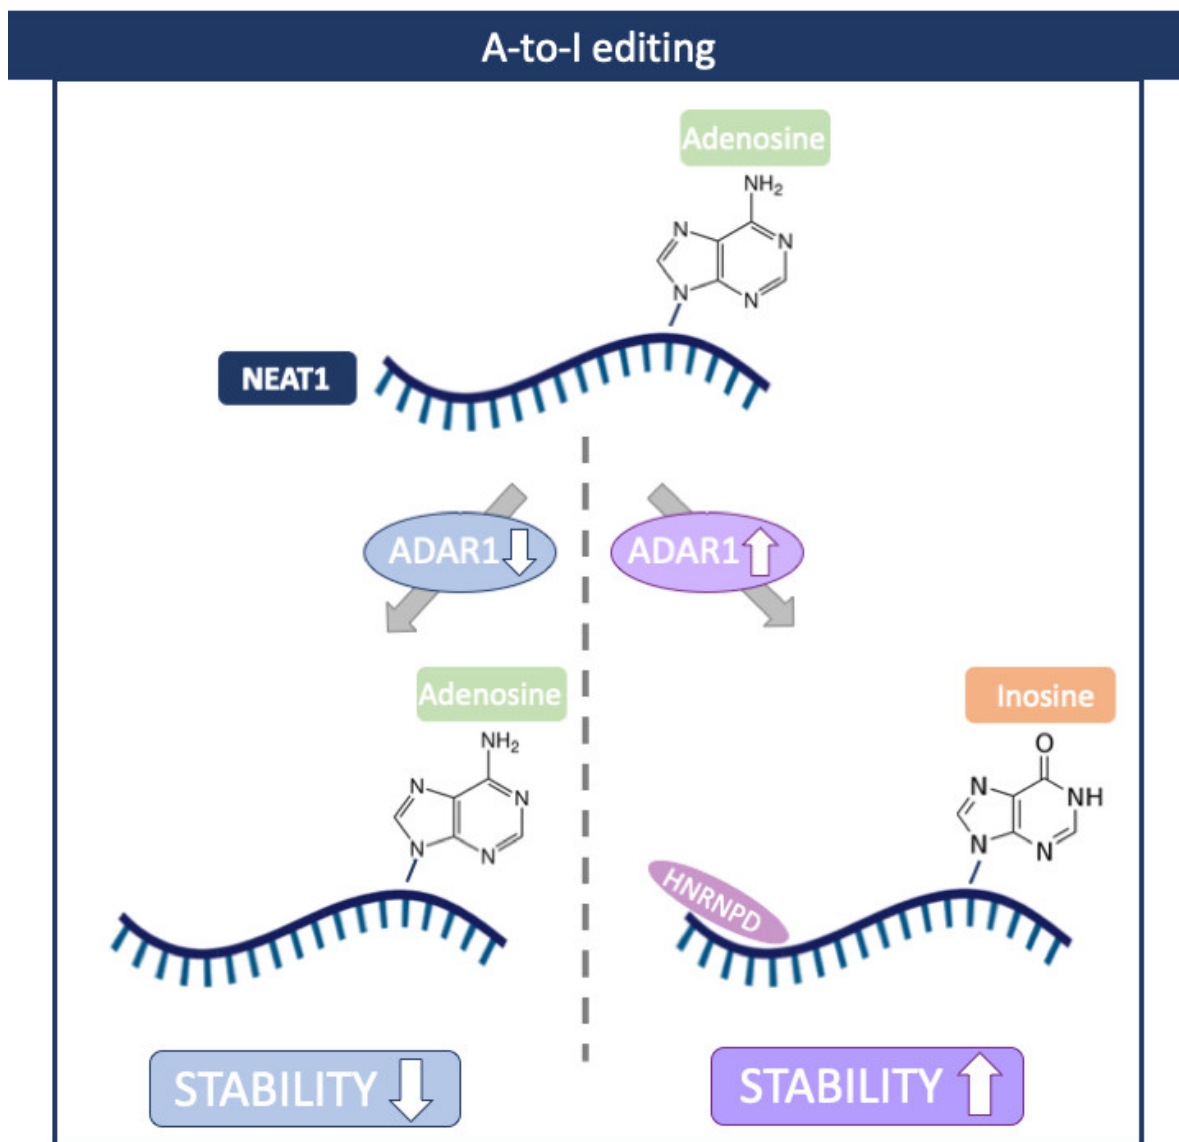 A-to-I editing
Adenosine
NH2
N
N
N
N
NEAT1
ADAR1
ADAR1
Adenosine
Inosine
NH2
O
N
N
N
NH
N
N
N
N
HNRNPD
STABILITY
STABILITY